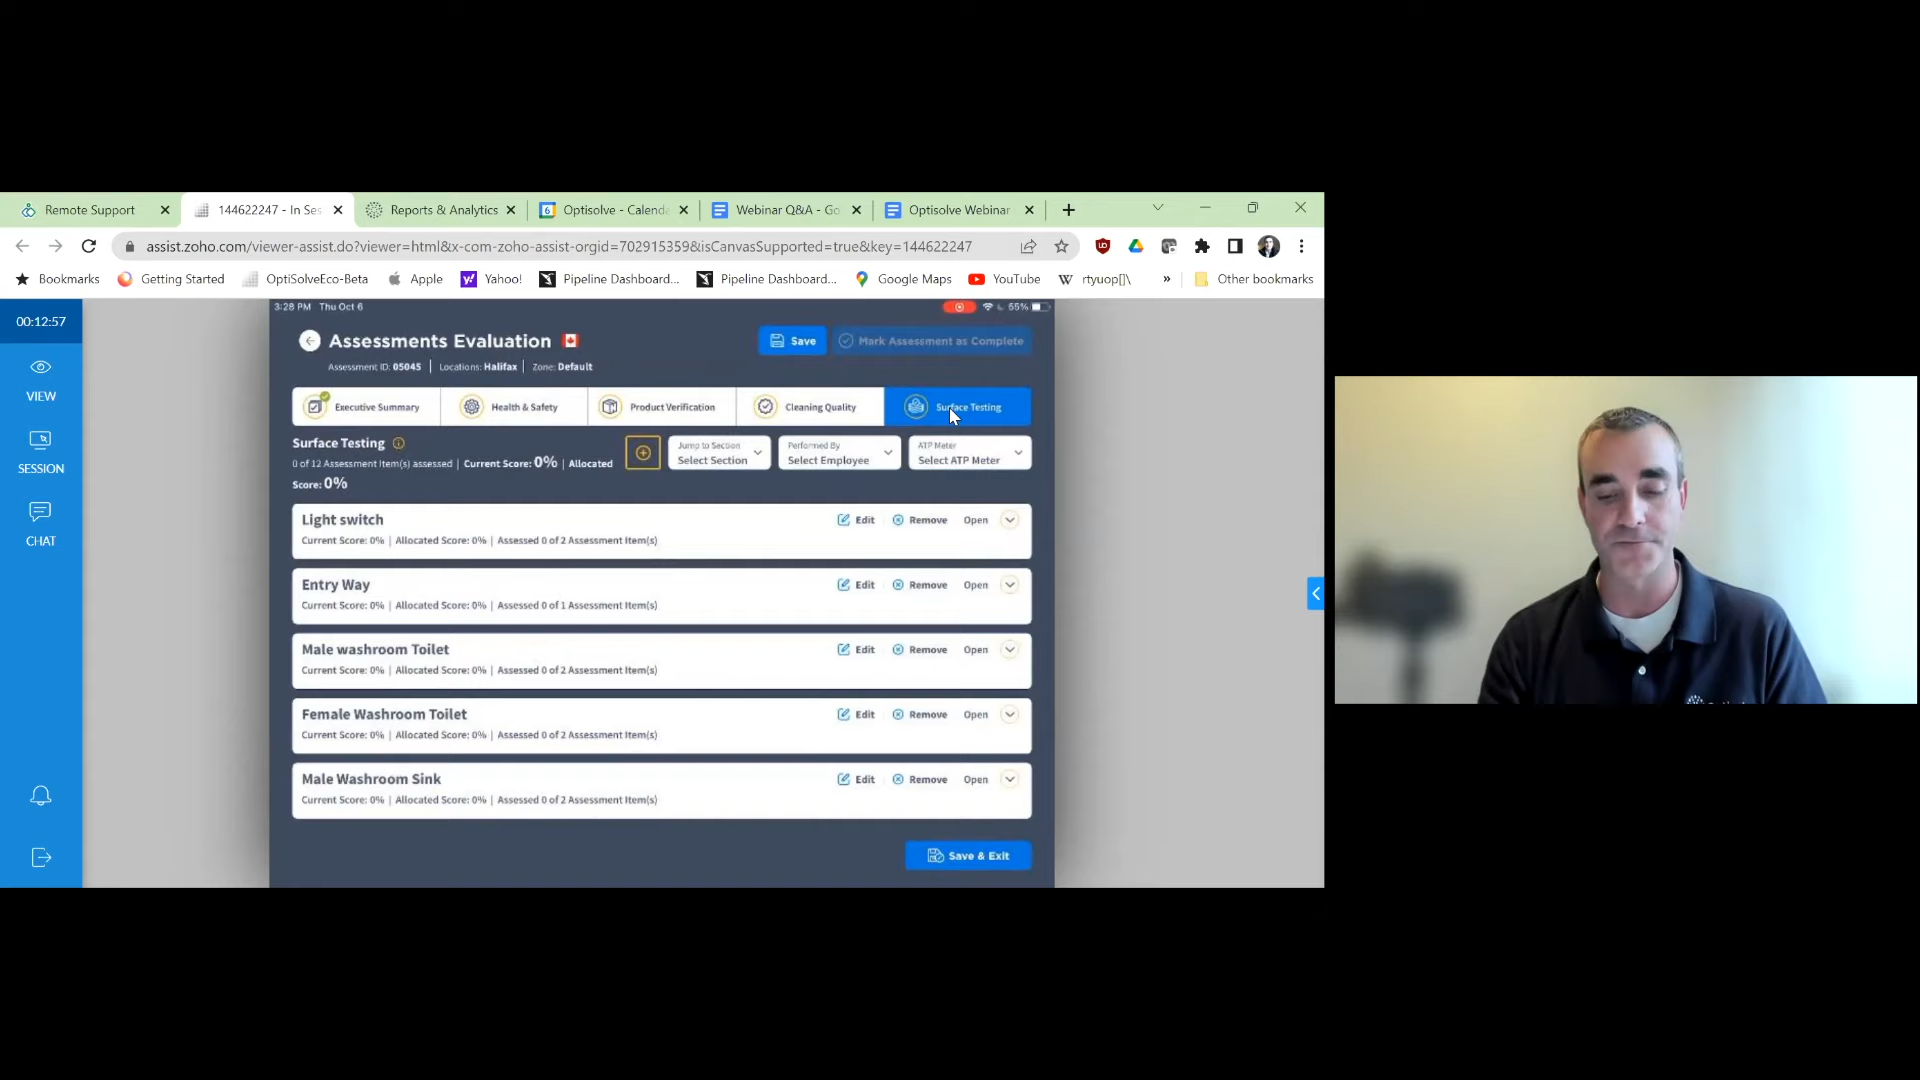 Remote Support
144622247 - In Ses
Reports & Analytics
6
Optisolve - Calenda
Webinar Q&A - Go
Optisolve Webinar
assist.zoho.com/viewer-assist.do?viewer=html&x-com-zoho-assist-orgid=702915359&isCanvasSupported=true&key=144622247
Bookmarks
Getting Started
OptiSolveEco-Beta
Apple
Yahoo!
Pipeline Dashboard...
Pipeline Dashboard...
Google Maps
YouTube
W rtyuop[]\
»
Other bookmarks
00:12:57
VIEW
SESSION
CHAT
3:28 PM Thu Oct 6
55%
Assessments Evaluation
Save
Mark Assessment as Complete
Assessment ID: 05045 | Locations: Halifax | Zone: Default
Executive Summary
Health & Safety
Product Verification
Cleaning Quality
Surface Testing
Surface Testing
0 of 12 Assessment Item(s) assessed | Current Score: 0% | Allocated
Score: 0%
Jump to Section
Select Section
Performed By
Select Employee
ATP Meter
Select ATP Meter
Light switch
Edit Remove Open
Current Score: 0% | Allocated Score: 0% | Assessed 0 of 2 Assessment Item(s)
Entry Way
Edit Remove Open
Current Score: 0% | Allocated Score: 0% | Assessed 0 of 1 Assessment Item(s)
Male washroom Toilet
Edit Remove Open
Current Score: 0% | Allocated Score: 0% | Assessed 0 of 2 Assessment Item(s)
Female Washroom Toilet
Edit Remove Open
Current Score: 0% | Allocated Score: 0% | Assessed 0 of 2 Assessment Item(s)
Male Washroom Sink
Edit Remove Open
Current Score: 0% | Allocated Score: 0% | Assessed 0 of 2 Assessment Item(s)
Save & Exit